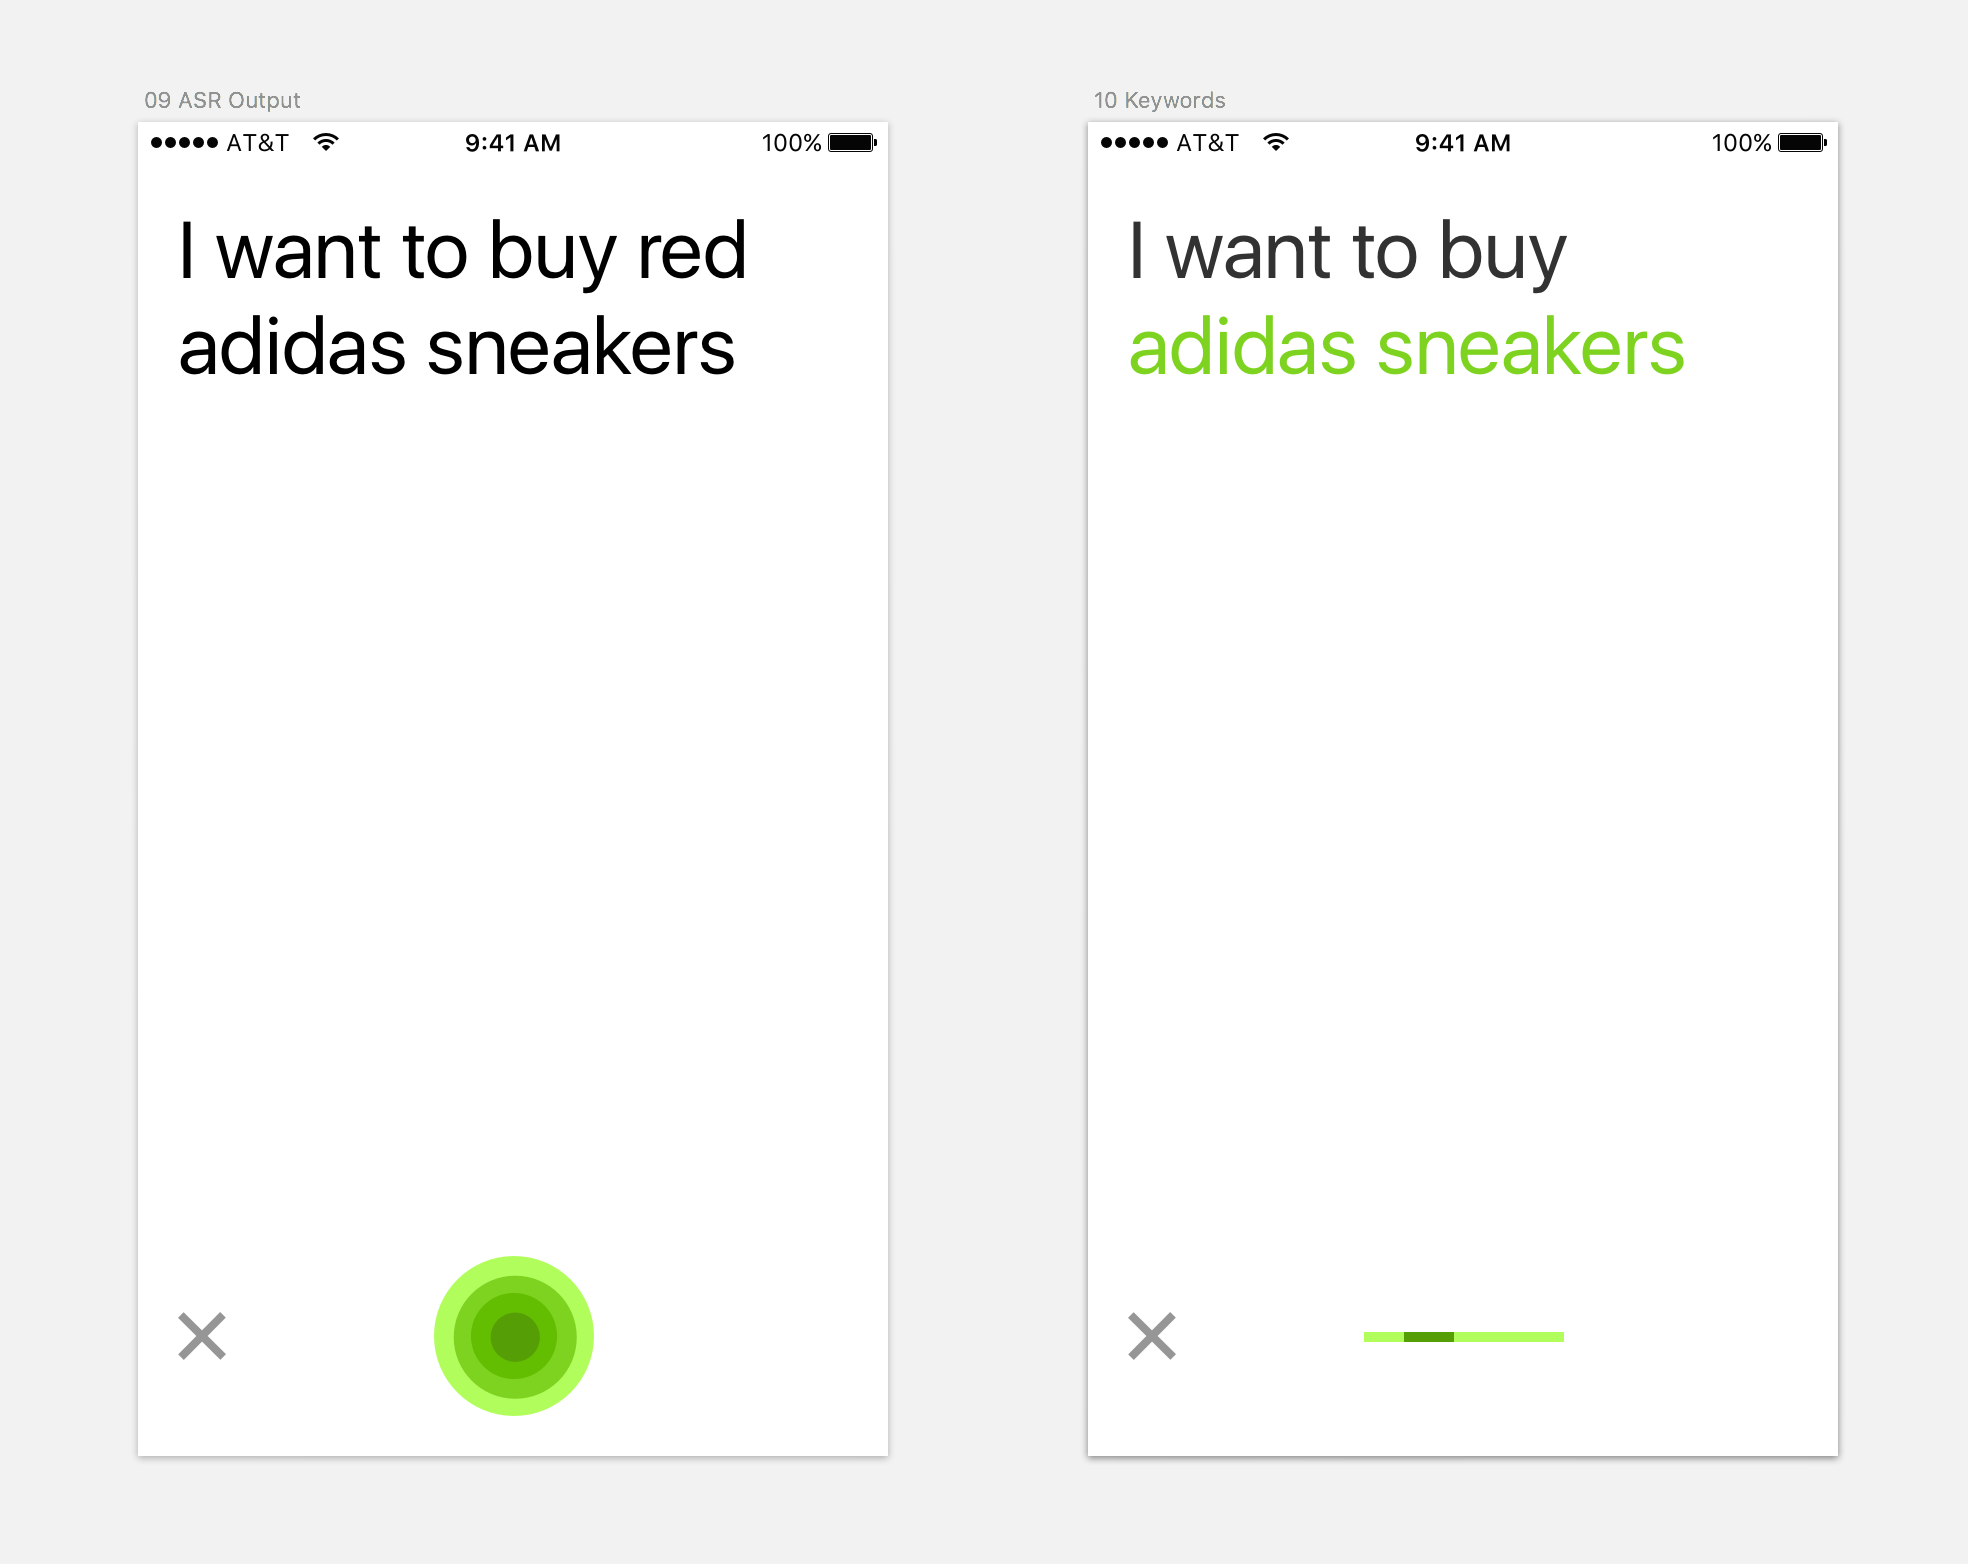 09 ASR Output
AT&T 9:41 AM 100%
I want to buy red
adidas sneakers
10 Keywords
AT&T 9:41 AM 100%
I want to buy
adidas sneakers